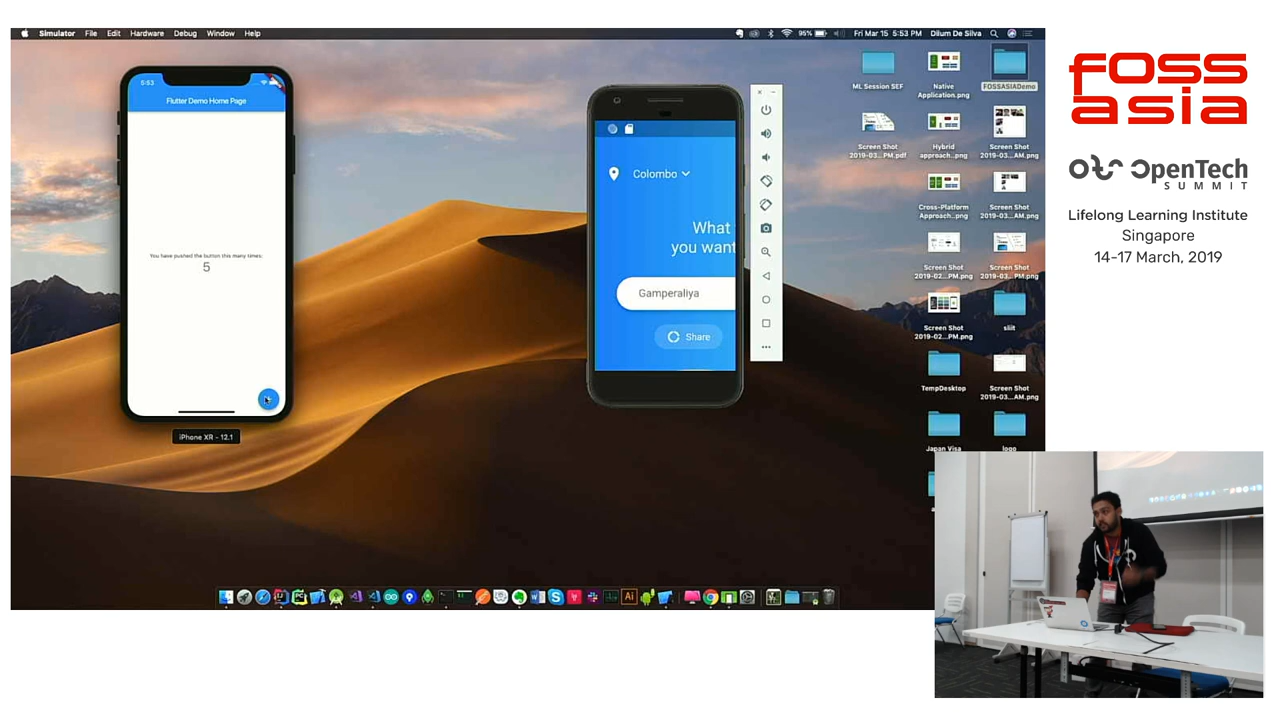 Simulator File Edit Hardware Debug Window Help
95% Fri Mar 15 5:53 PM Dilum De Silva
5:53
Flutter Demo Home Page
You have pushed the button this many times:
5
iPhone XR - 12.1
Colombo
What
you want
Gamperaliya
Share
ML Session SEF
Native
Application.png
FOSSASIADemo
Screen Shot
2019-03...PM.pdf
Hybrid
approach...png
Screen Shot
2019-03...AM.png
Cross-Platform
Approach..png
Screen Shot
2019-03...AM.png
Screen Shot
2019-02...PM.png
Screen Shot
2019-03...PM.png
Screen Shot
2019-02...PM.png
sliit
TempDesktop
Screen Shot
2019-03...AM.png
Japan Visa
logo
Ai
FOSS
asia
OpenTech
SUMMIT
Lifelong Learning Institute
Singapore
14-17 March, 2019